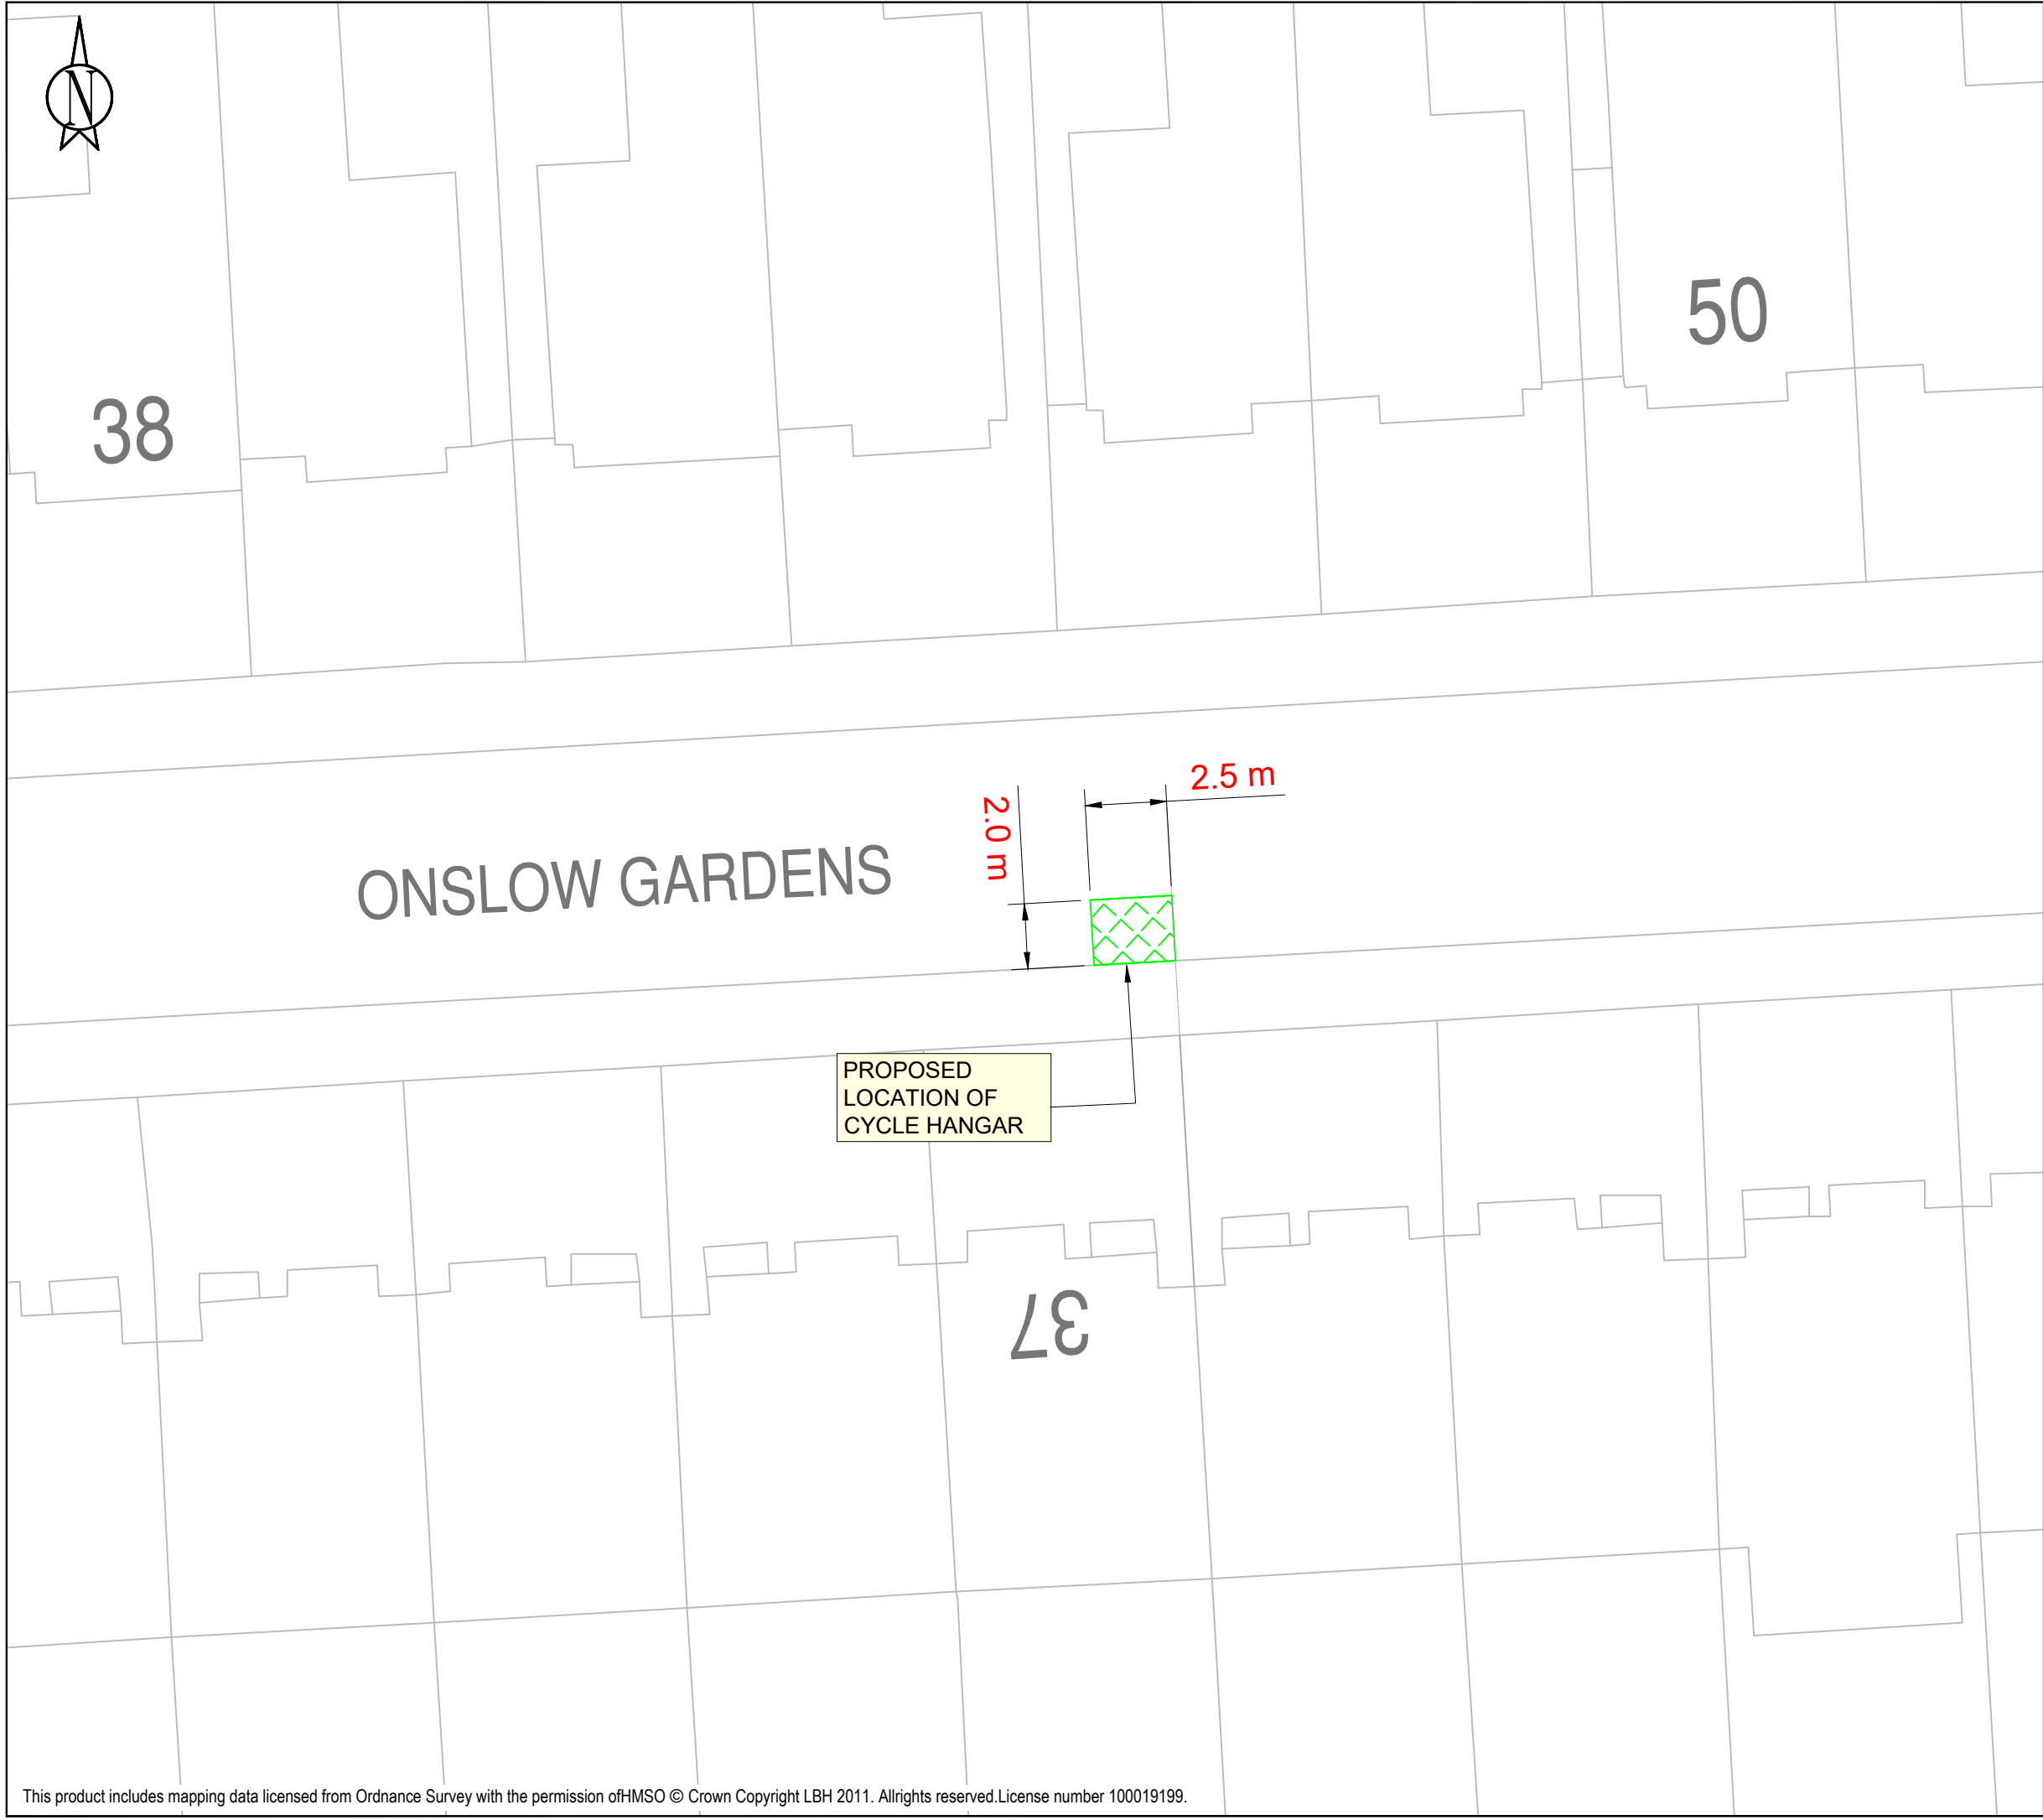 N
50
38
2.5 m
2.0 m
ONSLOW GARDENS
PROPOSED
LOCATION OF
CYCLE HANGAR
37
This product includes mapping data licensed from Ordnance Survey with the permission ofHMSO © Crown Copyright LBH 2011. Allrights reserved.License number 100019199.